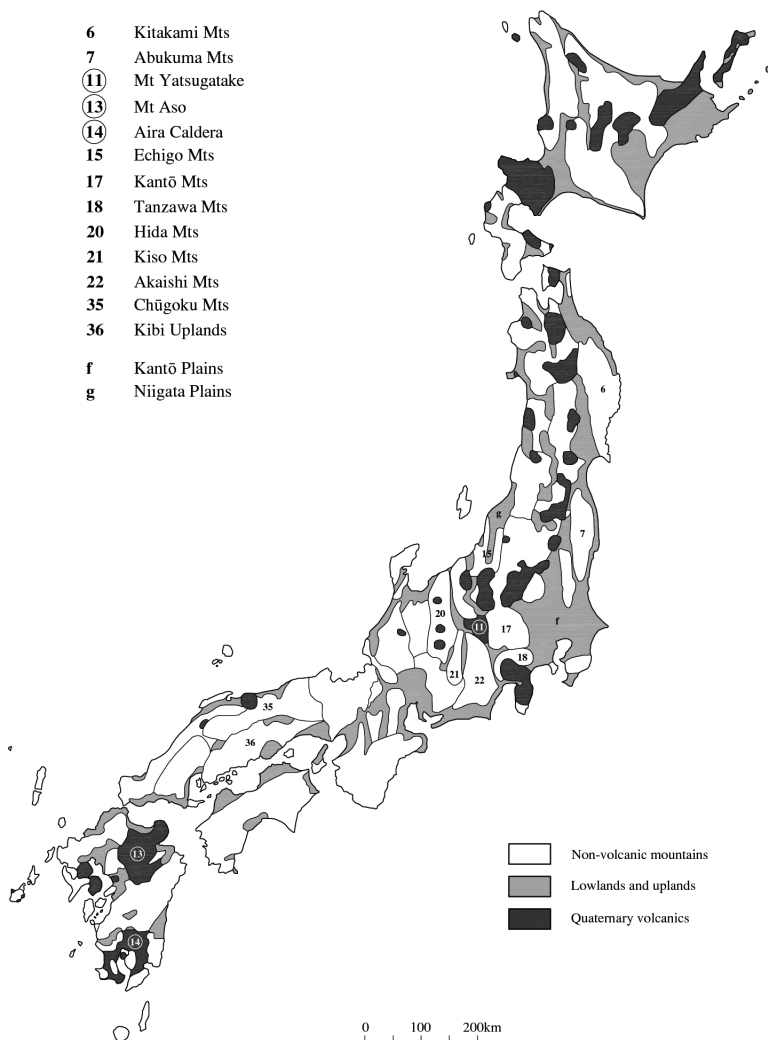 6 Kitakami Mts
7 Abukuma Mts
11 Mt Yatsugatake
13 Mt Aso
14 Aira Caldera
15 Echigo Mts
17 Kantō Mts
18 Tanzawa Mts
20 Hida Mts
21 Kiso Mts
22 Akaishi Mts
35 Chūgoku Mts
36 Kibi Uplands
f Kantō Plains
g Niigata Plains
6
g
7
15
20
11
17
f
18
21
22
35
36
13
14
Non-volcanic mountains
Lowlands and uplands
Quaternary volcanics
0 100 200km